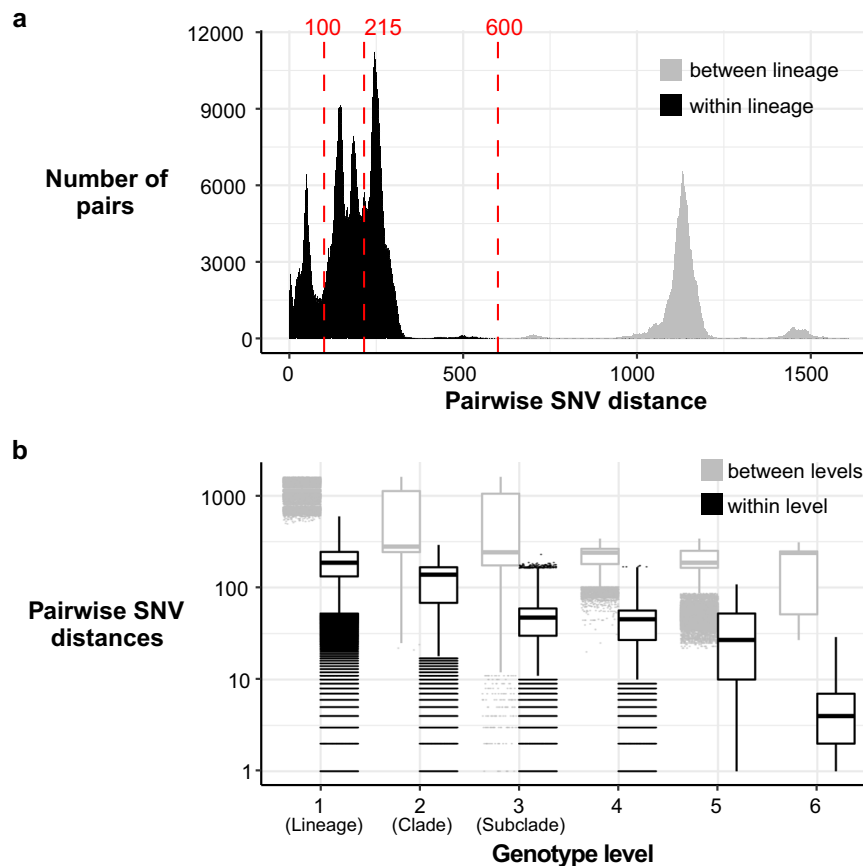 a
100 215 600
12000
9000
6000
3000
0
Number of
pairs
between lineage
within lineage
0 500 1000 1500
Pairwise SNV distance
b
between levels
within level
1000
100
10
1
Pairwise SNV
distances
1 2 3 4 5 6
(Lineage) (Clade) (Subclade)
Genotype level